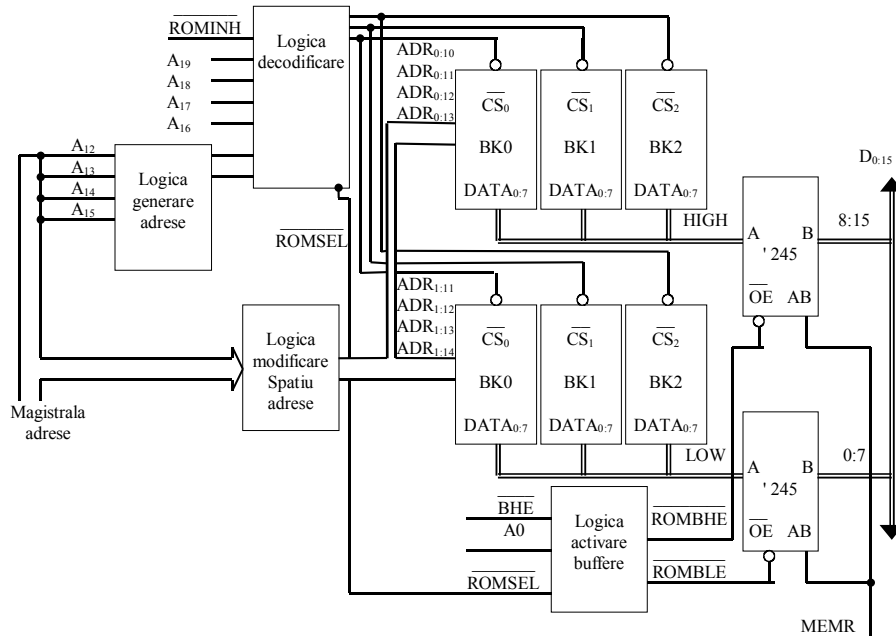 ROMINH
A19
A18
A17
A16
Logica
decodificare
A12
A13
A14
A15
Logica
generare
adrese
ROMSEL
Magistrala
adrese
Logica
modificare
Spatiu
adrese
ADR0:10
ADR0:11
ADR0:12
ADR0:13
CS0
BK0
DATA0:7
CS1
BK1
DATA0:7
CS2
BK2
DATA0:7
HIGH
A B
' 245
OE AB
8:15
D0:15
ADR1:11
ADR1:12
ADR1:13
ADR1:14
CS0
BK0
DATA0:7
CS1
BK1
DATA0:7
CS2
BK2
DATA0:7
LOW
A B
' 245
OE AB
0:7
BHE
A0
ROMSEL
Logica
activare
buffere
ROMBHE
ROMBLE
MEMR